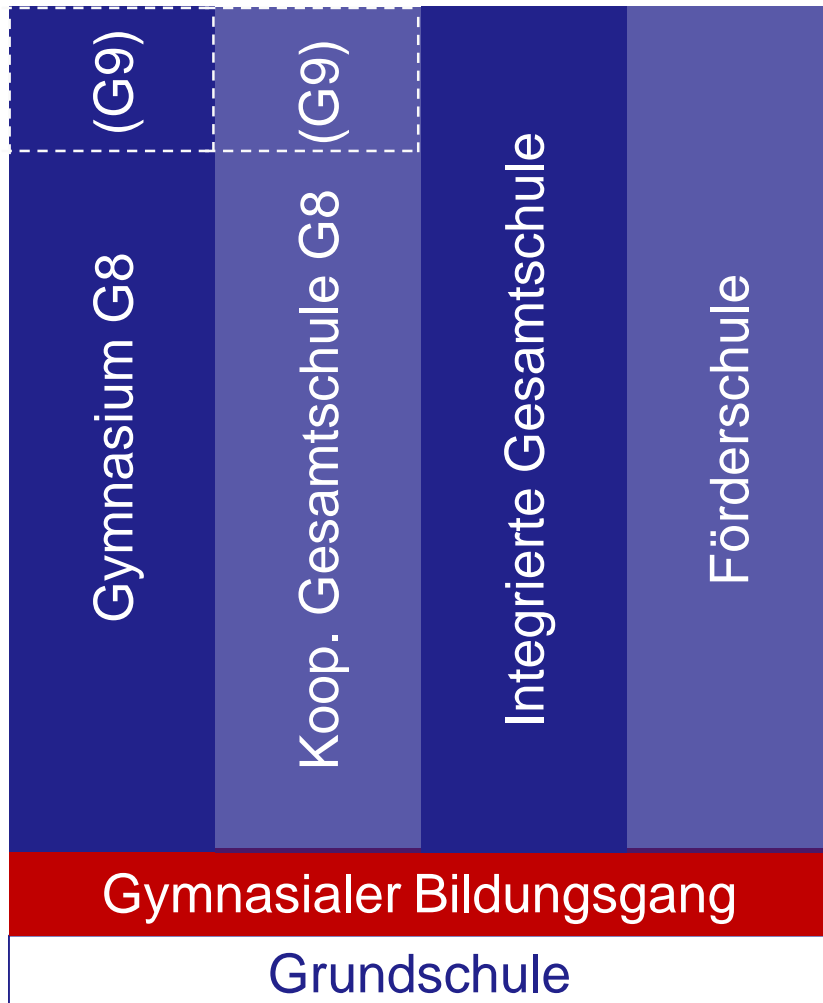 (G9)
(G9)
Gymnasium G8
Koop. Gesamtschule G8
Integrierte Gesamtschule
Förderschule
Gymnasialer Bildungsgang
Grundschule